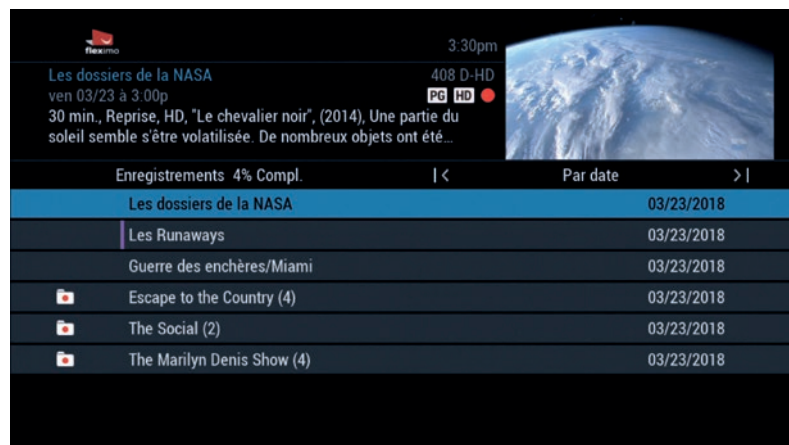 fleximo
3:30pm
Les dossiers de la NASA 408 D-HD
ven 03/23 à 3:00p PG HD
30 min., Reprise, HD, "Le chevalier noir", (2014), Une partie du
soleil semble s'être volatilisée. De nombreux objets ont été...
Enregistrements 4% Compl. |< Par date >|
Les dossiers de la NASA 03/23/2018
Les Runaways 03/23/2018
Guerre des enchères/Miami 03/23/2018
Escape to the Country (4) 03/23/2018
The Social (2) 03/23/2018
The Marilyn Denis Show (4) 03/23/2018